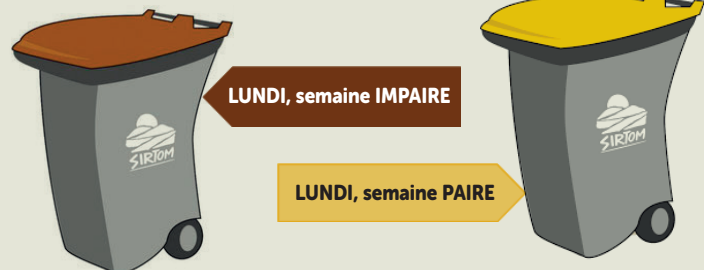 LUNDI, semaine IMPAIRE
SIRTOM
SIRTOM
LUNDI, semaine PAIRE